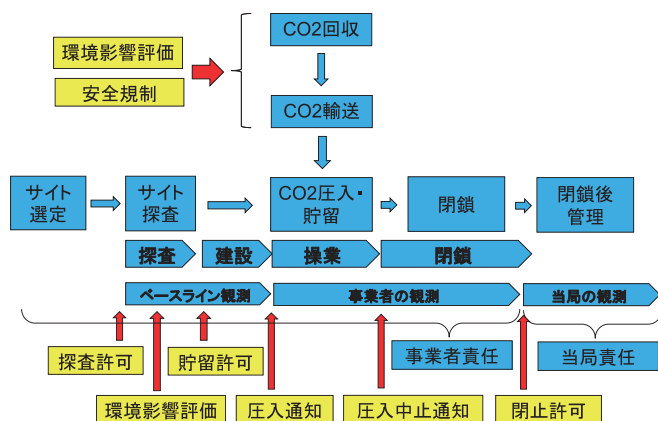 CO2回収
環境影響評価
安全規制
CO2輸送
サイト
選定
サイト
探査
CO2圧入・
貯留
閉鎖
閉鎖後
管理
探査
建設
操業
閉鎖
ベースライン観測
事業者の観測
当局の観測
探査許可
貯留許可
事業者責任
当局責任
環境影響評価
圧入通知
圧入中止通知
閉止許可